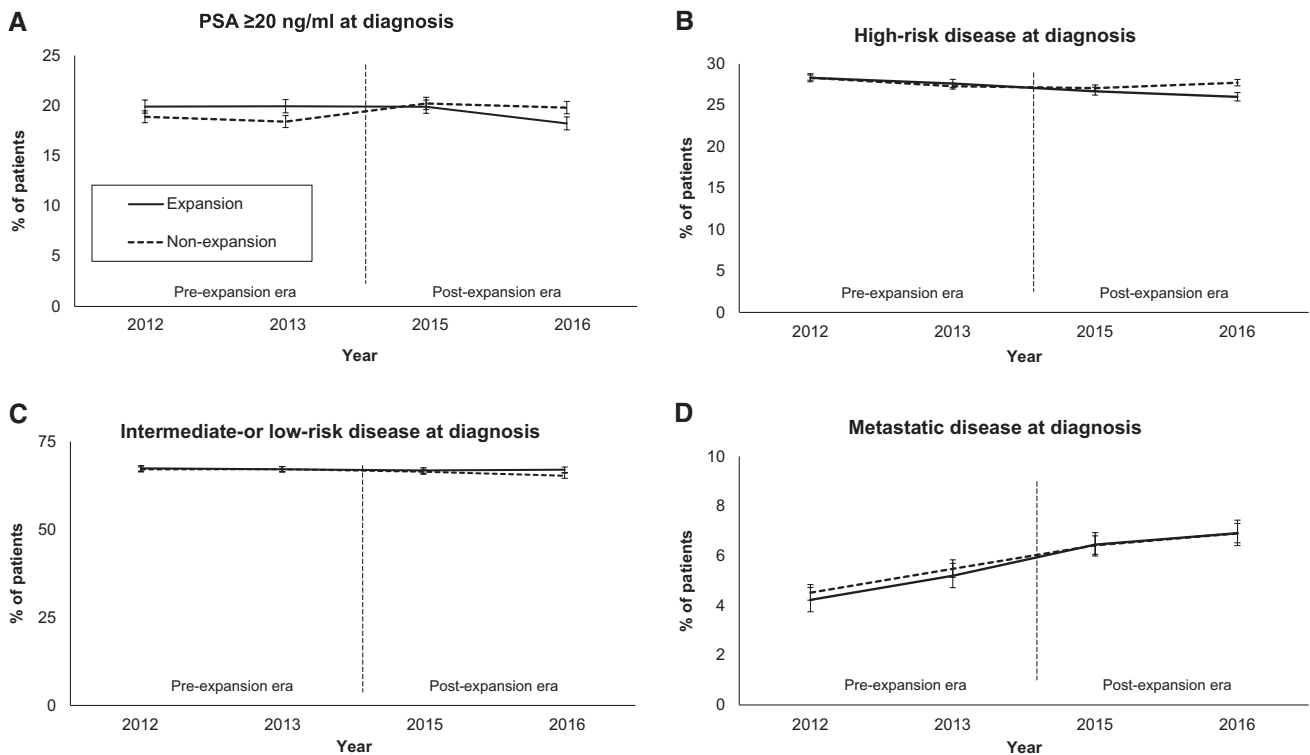 A
PSA ≥20 ng/ml at diagnosis
25
20
15
10
5
0
% of patients
Expansion
Non-expansion
Pre-expansion era
Post-expansion era
2012
2013
2015
2016
Year
B
High-risk disease at diagnosis
30
25
20
15
10
5
0
% of patients
Pre-expansion era
Post-expansion era
2012
2013
2015
2016
Year
C
Intermediate-or low-risk disease at diagnosis
75
50
25
0
% of patients
Pre-expansion era
Post-expansion era
2012
2013
2015
2016
Year
D
Metastatic disease at diagnosis
10
8
6
4
2
0
% of patients
Pre-expansion era
Post-expansion era
2012
2013
2015
2016
Year